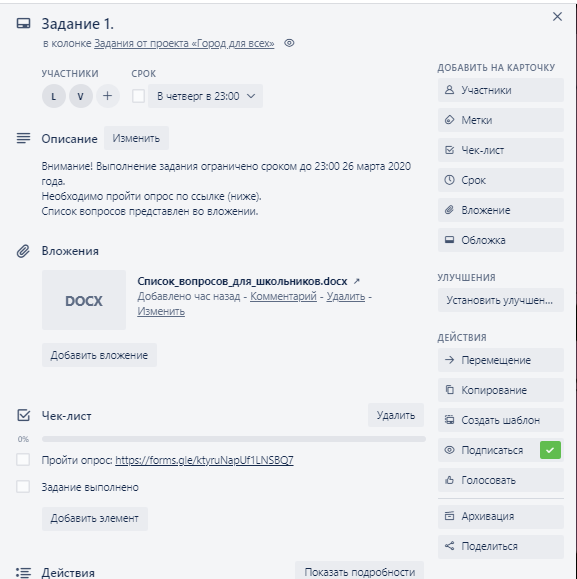 Задание 1.
в колонке Задания от проекта «Город для всех»
УЧАСТНИКИ
СРОК
L V +
В четверг в 23:00
Описание Изменить
Внимание! Выполнение задания ограничено сроком до 23:00 26 марта 2020
года.
Необходимо пройти опрос по ссылке (ниже).
Список вопросов представлен во вложении.
Вложения
DOCX
Список_вопросов_для_школьников.docx ↗
Добавлено час назад - Комментарий - Удалить -
Изменить
Добавить вложение
Чек-лист Удалить
0%
Пройти опрос: https://forms.gle/ktyruNapUf1LNSBQ7
Задание выполнено
Добавить элемент
Действия Показать подробности
ДОБАВИТЬ НА КАРТОЧКУ
Участники
Метки
Чек-лист
Срок
Вложение
Обложка
УЛУЧШЕНИЯ
Установить улучшен...
ДЕЙСТВИЯ
Перемещение
Копирование
Создать шаблон
Подписаться
Голосовать
Архивация
Поделиться